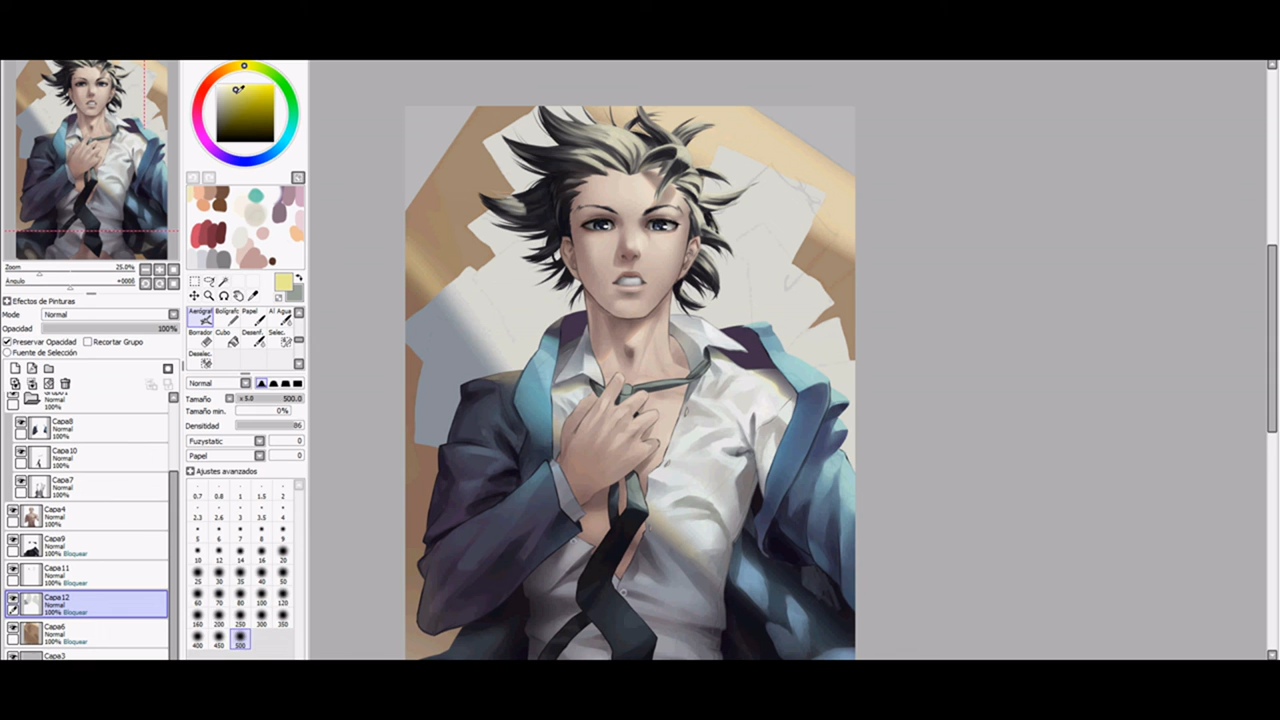 Zoom 25.0%
Angulo +0006
Efectos de Pinturas
Mode Normal
Opacidad 100%
Preservar Opacidad Recortar Grupo
Fuente de Selección
Normal
100%
Capa8
Normal
100%
Capa10
Normal
100%
Capa7
Normal
100%
Capa4
Normal
100%
Capa9
Normal
100% Bloquear
Capa11
Normal
100% Bloquear
Capa12
Normal
100% Bloquear
Capa6
Normal
100% Bloquear
Capa3
Aerógraf Bolígrafo Papel Al Agua
Borrador Cubo Desenf. Selec.
Deselec.
Normal
Tamaño x 5.0 500.0
Tamaño min. 0%
Densitidad 86
Fuzystatic 0
Papel 0
Ajustes avanzados
0.7 0.8 1 1.5 2
2.3 2.6 3 3.5 4
5 6 7 8 9
10 12 14 16 20
25 30 35 40 50
60 70 80 100 120
160 200 250 300 350
400 450 500